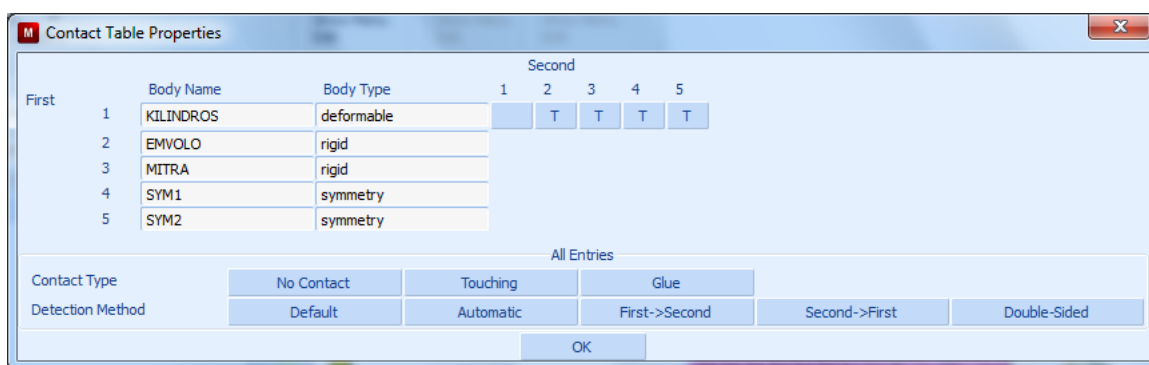 M Contact Table Properties
Second
First Body Name Body Type 1 2 3 4 5
1 KILINDROS deformable T T T T
2 EMVOLO rigid
3 MITRA rigid
4 SYM1 symmetry
5 SYM2 symmetry
All Entries
Contact Type No Contact Touching Glue
Detection Method Default Automatic First->Second Second->First Double-Sided
OK